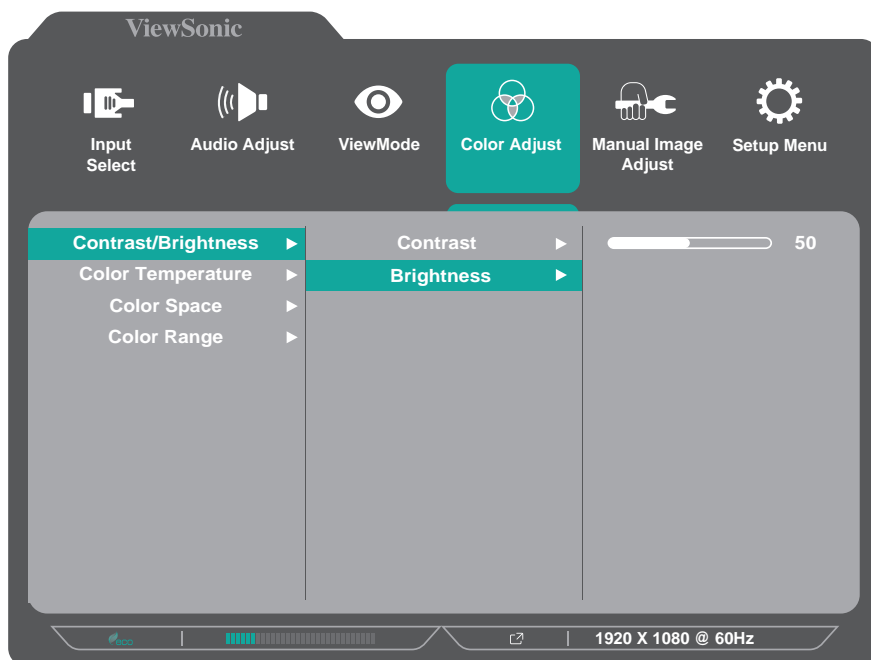 ViewSonic
Input
Select
Audio Adjust
ViewMode
Color Adjust
Manual Image
Adjust
Setup Menu
Contrast/Brightness
Contrast
50
Color Temperature
Brightness
Color Space
Color Range
eco
1920 X 1080 @ 60Hz